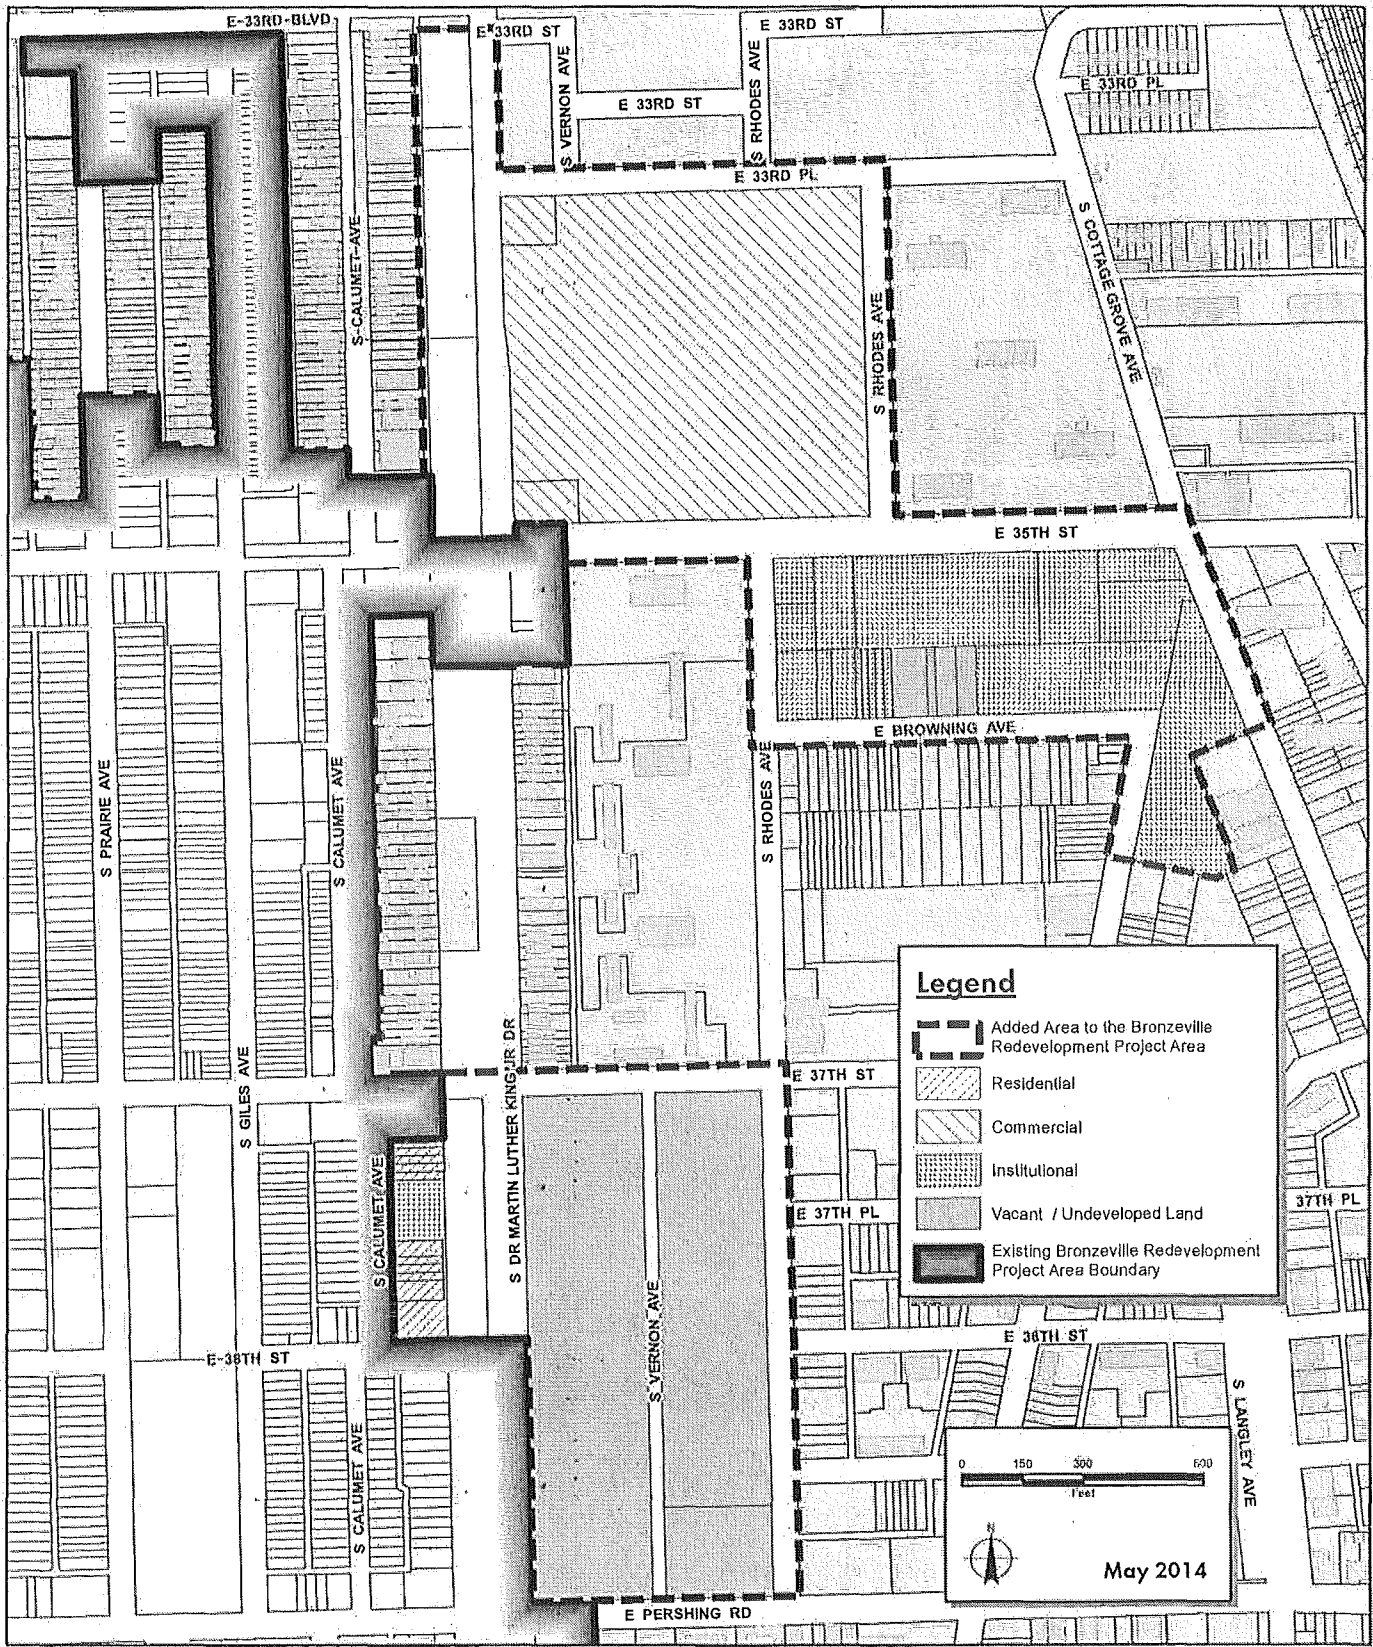 E-33RD-BLVD
E 33RD ST
E 33RD ST
S VERNON AVE
E 33RD ST
S RHODES AVE
E 33RD PL
E 33RD PL
S-CALUMET-AVE
S COTTAGE GROVE AVE
S RHODES AVE
E 35TH ST
E BROWNING AVE
S PRAIRIE AVE
S CALUMET AVE
S RHODES AVE
S GILES AVE
S DR MARTIN LUTHER KING JR DR
E 37TH ST
S CALUMET AVE
E 37TH PL
37TH PL
S VERNON AVE
E-38TH ST
E 38TH ST
S CALUMET AVE
S LANGLEY AVE
E PERSHING RD
Legend
Added Area to the Bronzeville
Redevelopment Project Area
Residential
Commercial
Institutional
Vacant / Undeveloped Land
Existing Bronzeville Redevelopment
Project Area Boundary
0 150 300 600
Feet
N
May 2014